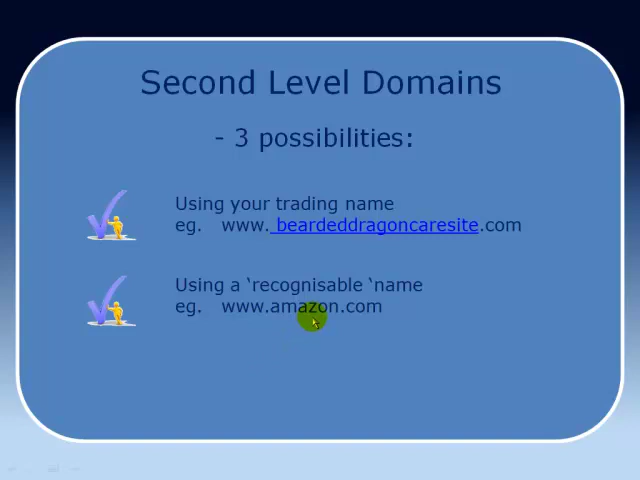 Second Level Domains
- 3 possibilities:
Using your trading name
eg. www. beardeddragoncaresite.com
Using a ‘recognisable ‘name
eg. www.amazon.com